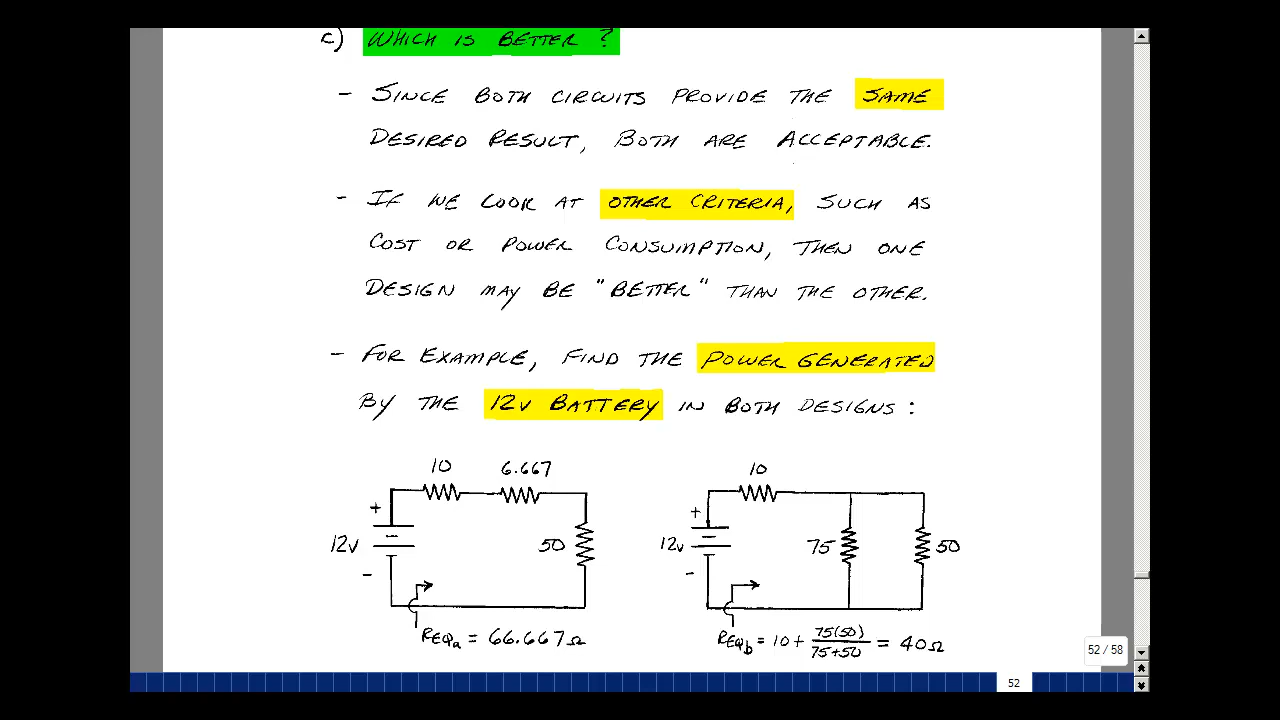 c) WHICH IS BETTER?
- SINCE BOTH CIRCUITS PROVIDE THE SAME
DESIRED RESULT, BOTH ARE ACCEPTABLE.
- IF WE LOOK AT OTHER CRITERIA, SUCH AS
COST OR POWER CONSUMPTION, THEN ONE
DESIGN MAY BE "BETTER" THAN THE OTHER.
- FOR EXAMPLE, FIND THE POWER GENERATED
BY THE 12V BATTERY IN BOTH DESIGNS:
10 6.667
+
12V 50
-
REQa = 66.667Ω
10
+
12V 75 50
-
REQb = 10 + 75(50)/75+50 = 40Ω
52 / 58
52